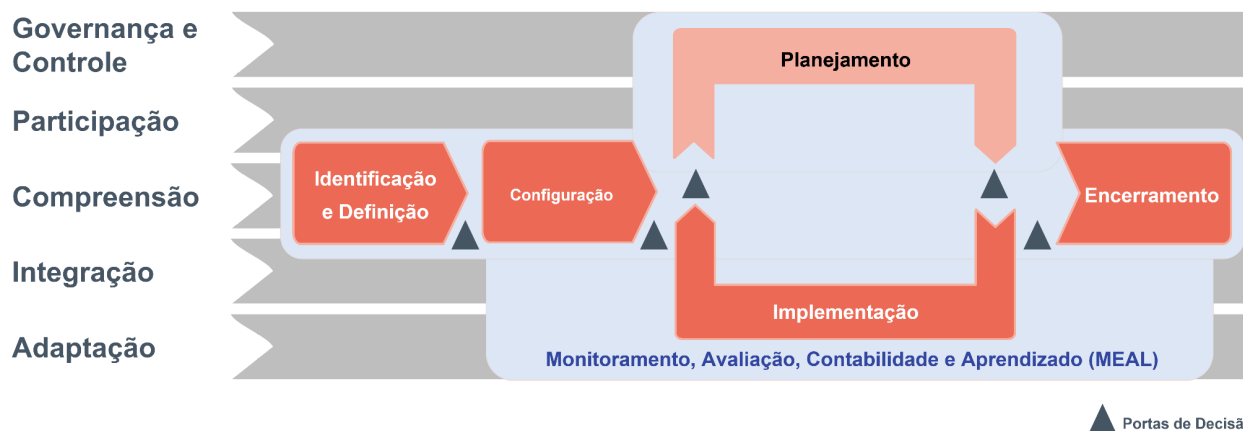 Governança e
Controle
Participação
Compreensão
Integração
Adaptação
Planejamento
Identificação
e Definição
Configuração
Encerramento
Implementação
Monitoramento, Avaliação, Contabilidade e Aprendizado (MEAL)
Portas de Decisã